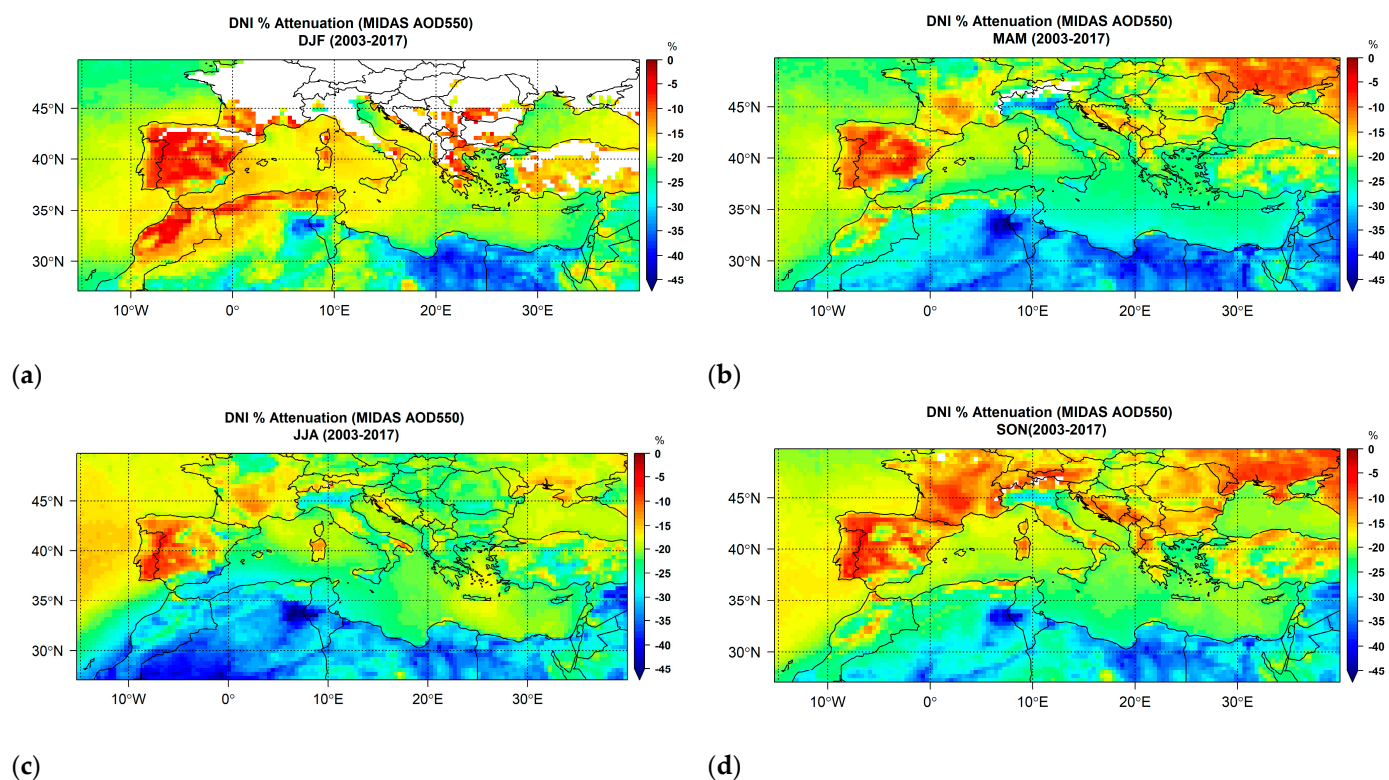 DNI % Attenuation (MIDAS AOD550)
DJF (2003-2017)
%
0
-5
-10
-15
-20
-25
-30
-35
-40
-45
45°N
40°N
35°N
30°N
10°W 0° 10°E 20°E 30°E
(a)
DNI % Attenuation (MIDAS AOD550)
MAM (2003-2017)
%
0
-5
-10
-15
-20
-25
-30
-35
-40
-45
45°N
40°N
35°N
30°N
10°W 0° 10°E 20°E 30°E
(b)
DNI % Attenuation (MIDAS AOD550)
JJA (2003-2017)
%
0
-5
-10
-15
-20
-25
-30
-35
-40
-45
45°N
40°N
35°N
30°N
10°W 0° 10°E 20°E 30°E
(c)
DNI % Attenuation (MIDAS AOD550)
SON(2003-2017)
%
0
-5
-10
-15
-20
-25
-30
-35
-40
-45
45°N
40°N
35°N
30°N
10°W 0° 10°E 20°E 30°E
(d)